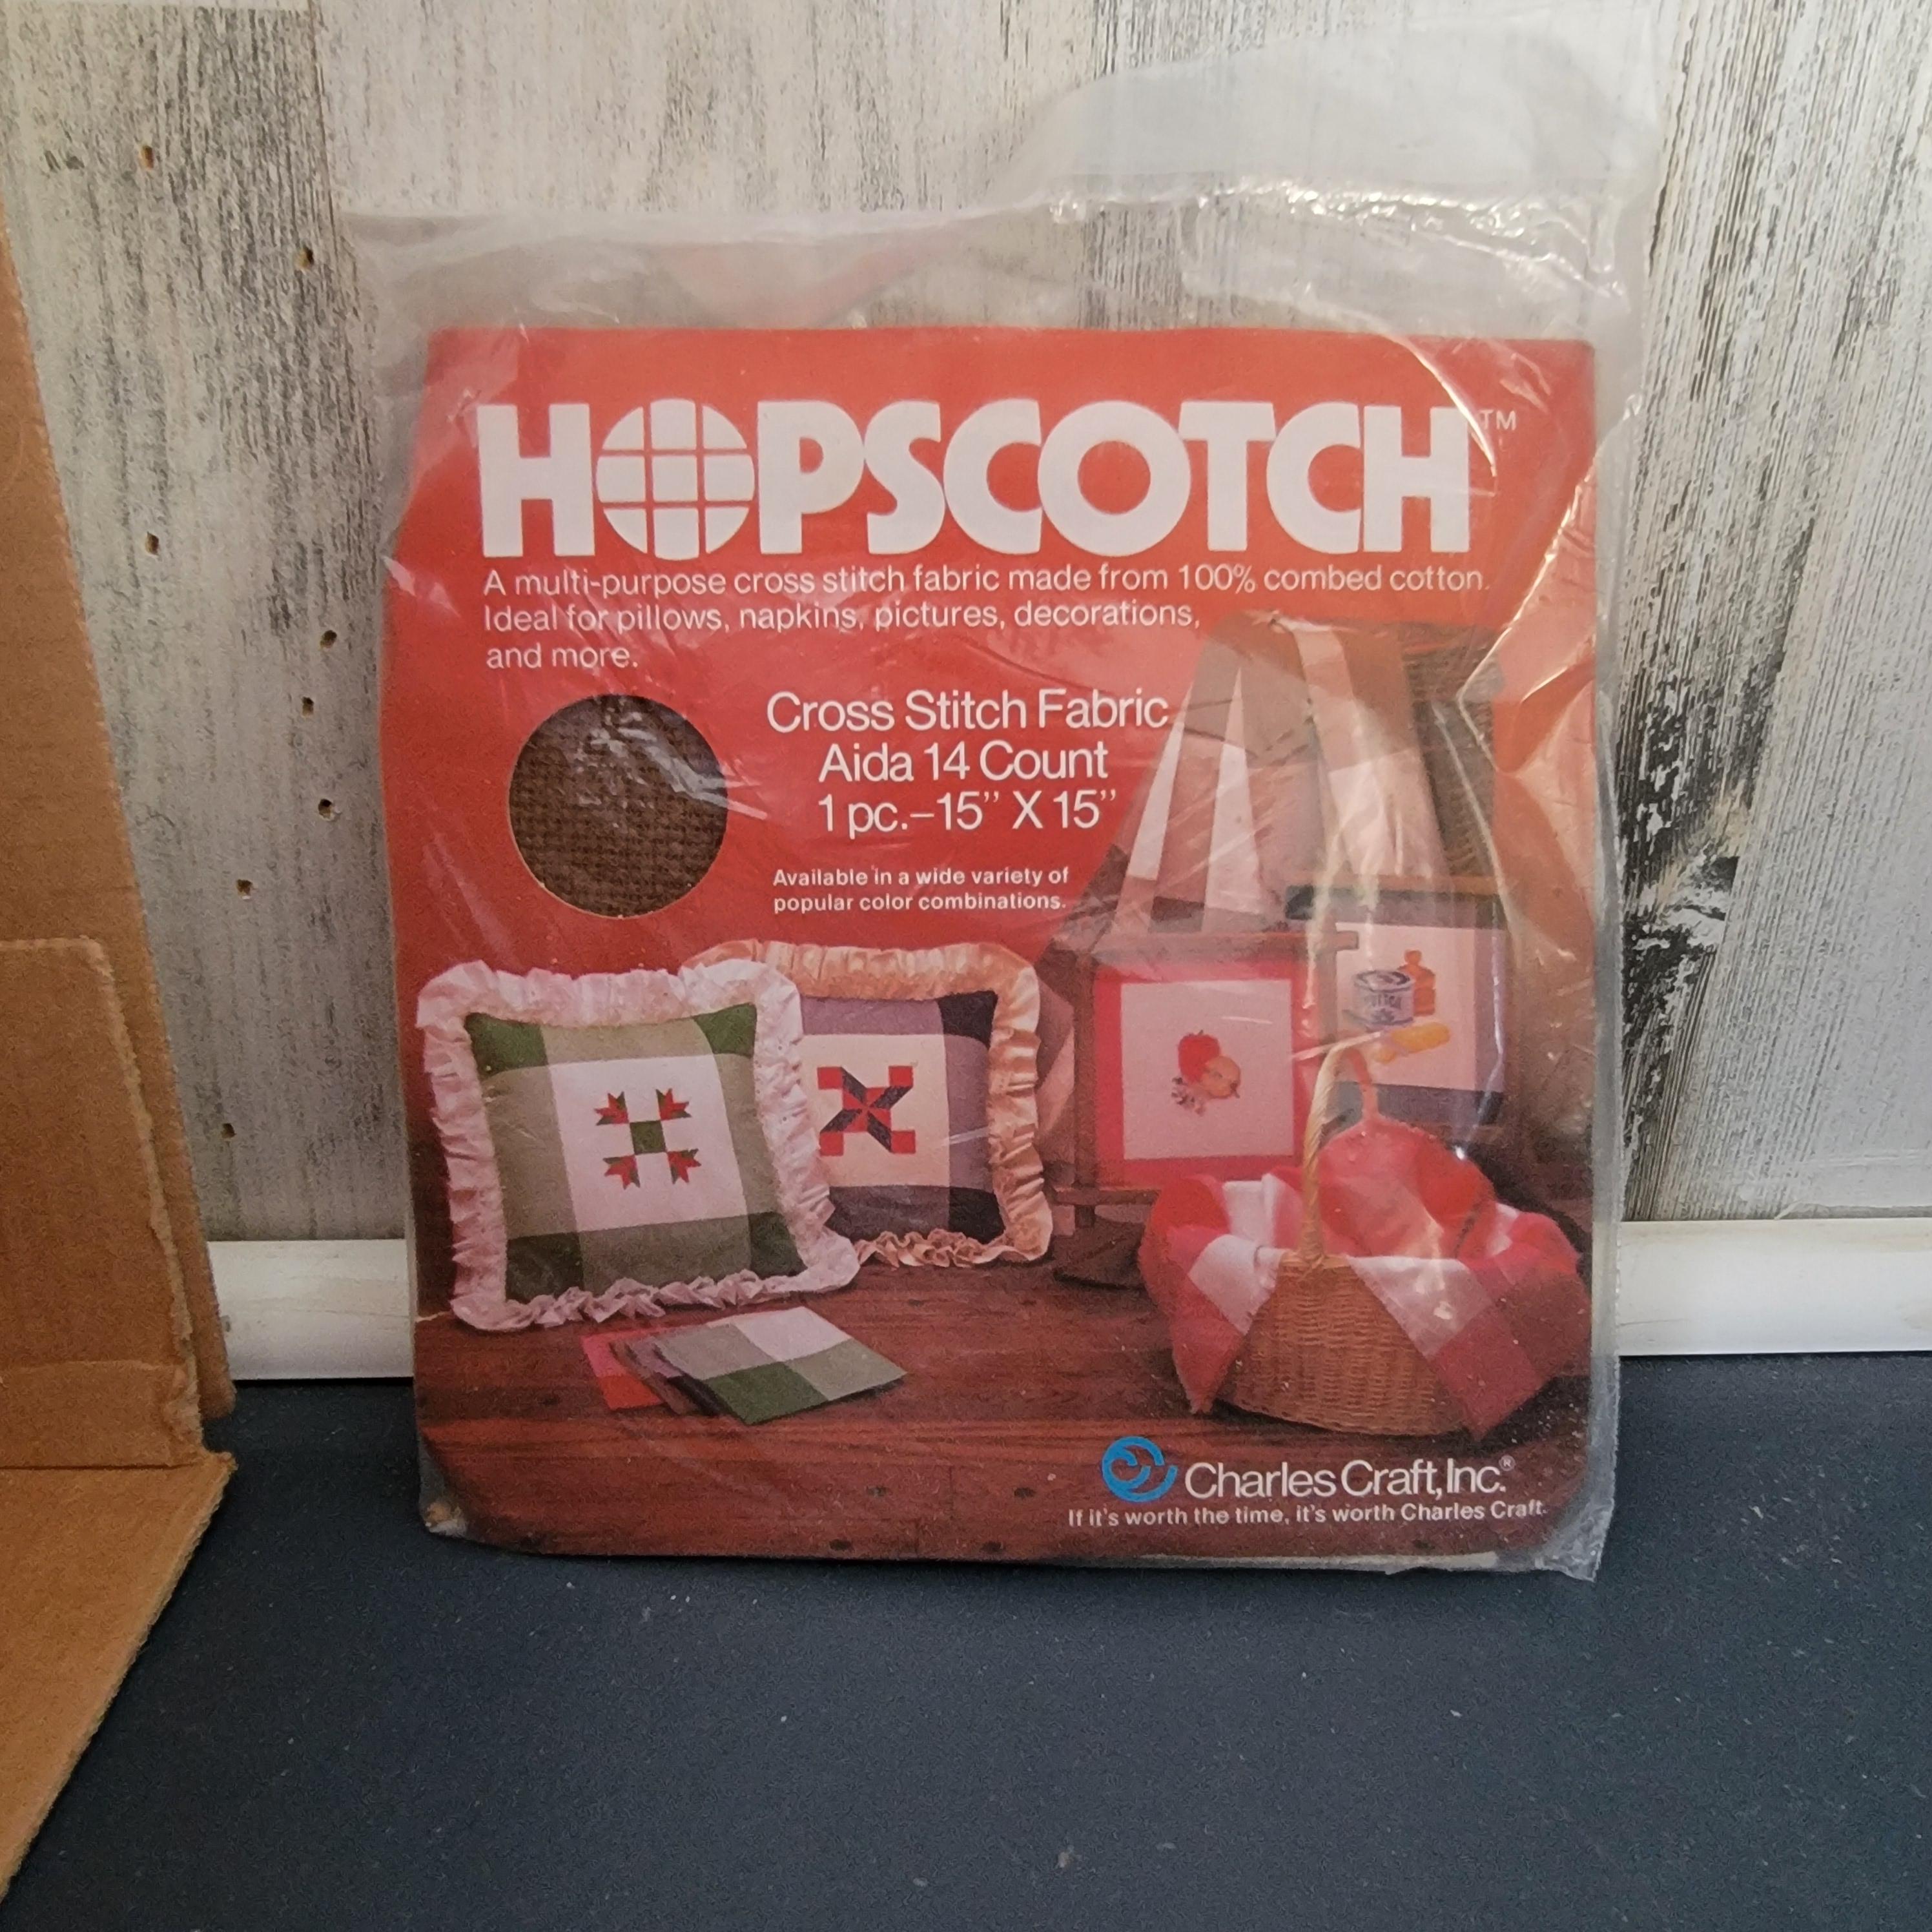 HOPSCOTCH™
A multi-purpose cross stitch fabric made from 100% combed cotton.
Ideal for pillows, napkins, pictures, decorations,
and more.
Cross Stitch Fabric
Aida 14 Count
1 pc.–15" X 15"
Available in a wide variety of
popular color combinations.
Charles Craft, Inc.®
If it's worth the time, it's worth Charles Craft.